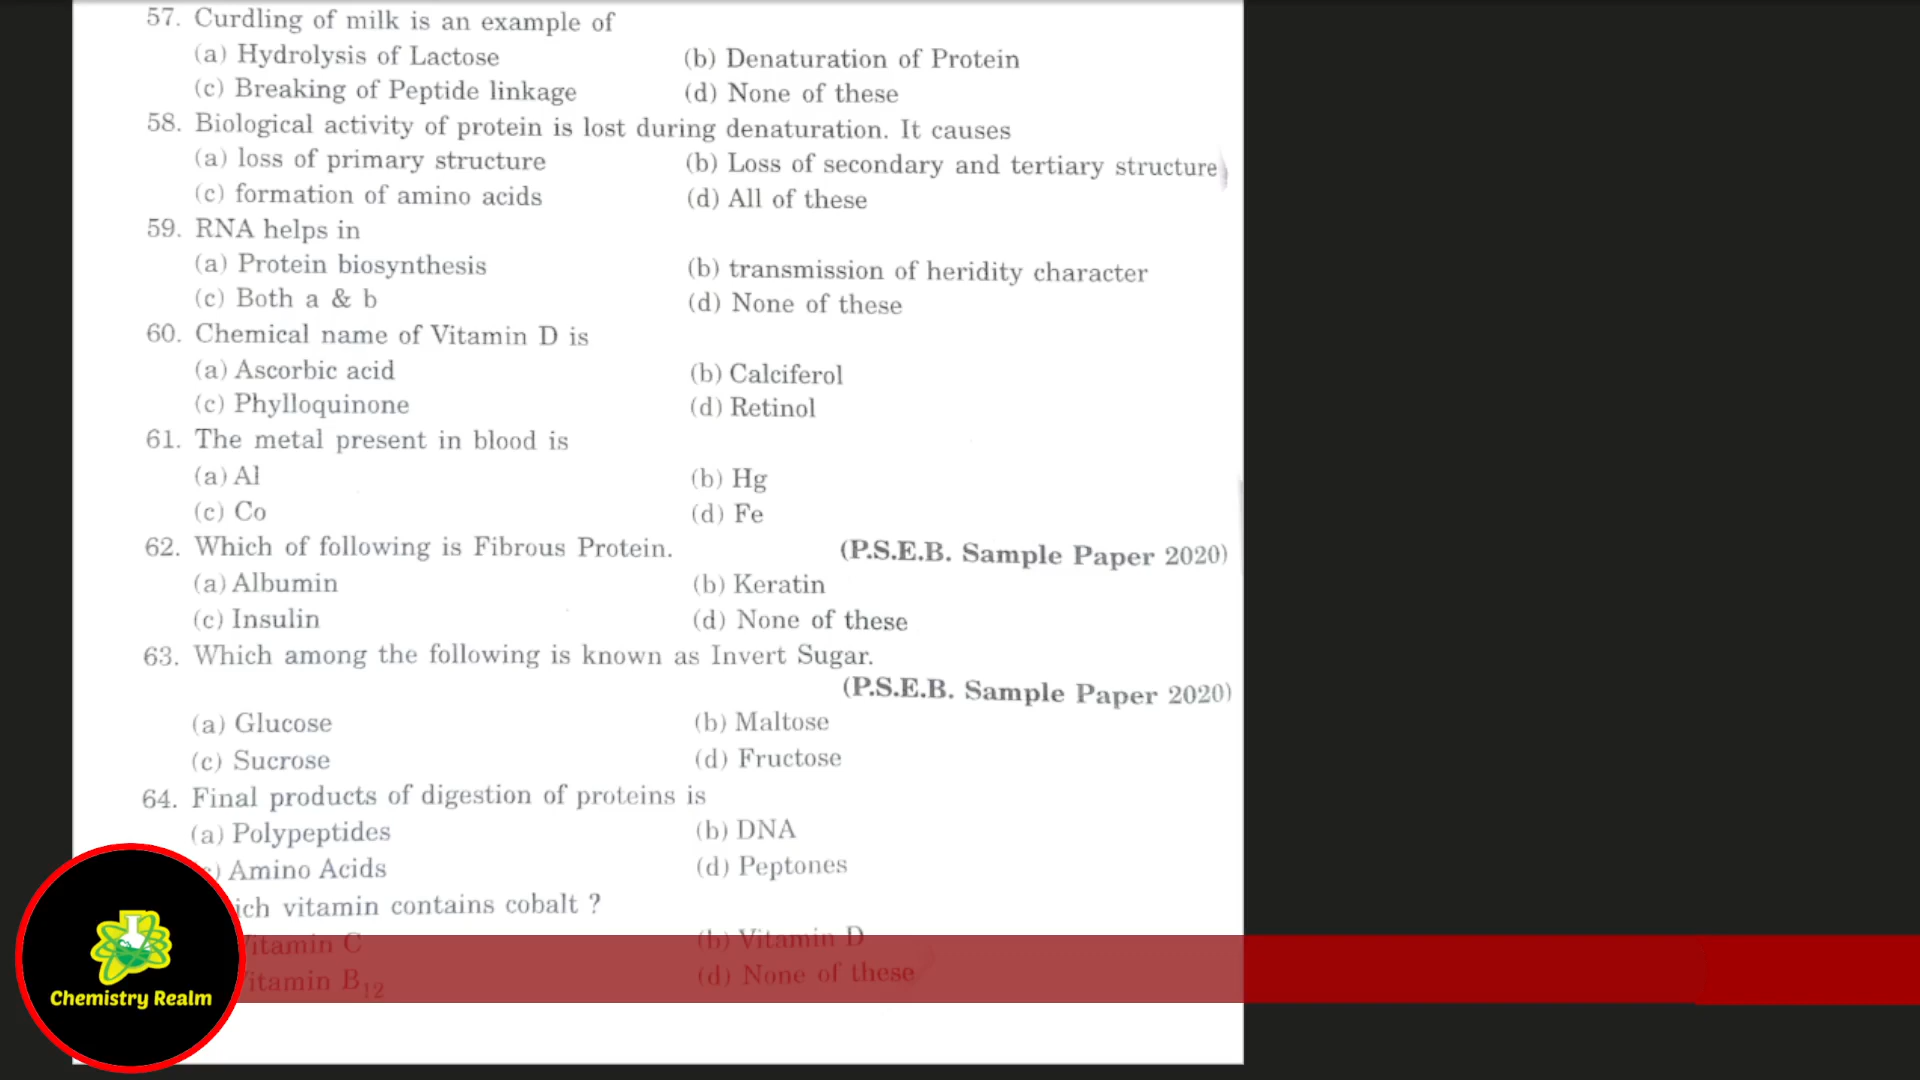 57. Curdling of milk is an example of
(a) Hydrolysis of Lactose (b) Denaturation of Protein
(c) Breaking of Peptide linkage (d) None of these
58. Biological activity of protein is lost during denaturation. It causes
(a) loss of primary structure (b) Loss of secondary and tertiary structure
(c) formation of amino acids (d) All of these
59. RNA helps in
(a) Protein biosynthesis (b) transmission of heridity character
(c) Both a & b (d) None of these
60. Chemical name of Vitamin D is
(a) Ascorbic acid (b) Calciferol
(c) Phylloquinone (d) Retinol
61. The metal present in blood is
(a) Al (b) Hg
(c) Co (d) Fe
62. Which of following is Fibrous Protein. (P.S.E.B. Sample Paper 2020)
(a) Albumin (b) Keratin
(c) Insulin (d) None of these
63. Which among the following is known as Invert Sugar.
(P.S.E.B. Sample Paper 2020)
(a) Glucose (b) Maltose
(c) Sucrose (d) Fructose
64. Final products of digestion of proteins is
(a) Polypeptides (b) DNA
) Amino Acids (d) Peptones
ich vitamin contains cobalt ?
itamin C (b) Vitamin D
itamin B12 (d) None of these
Chemistry Realm